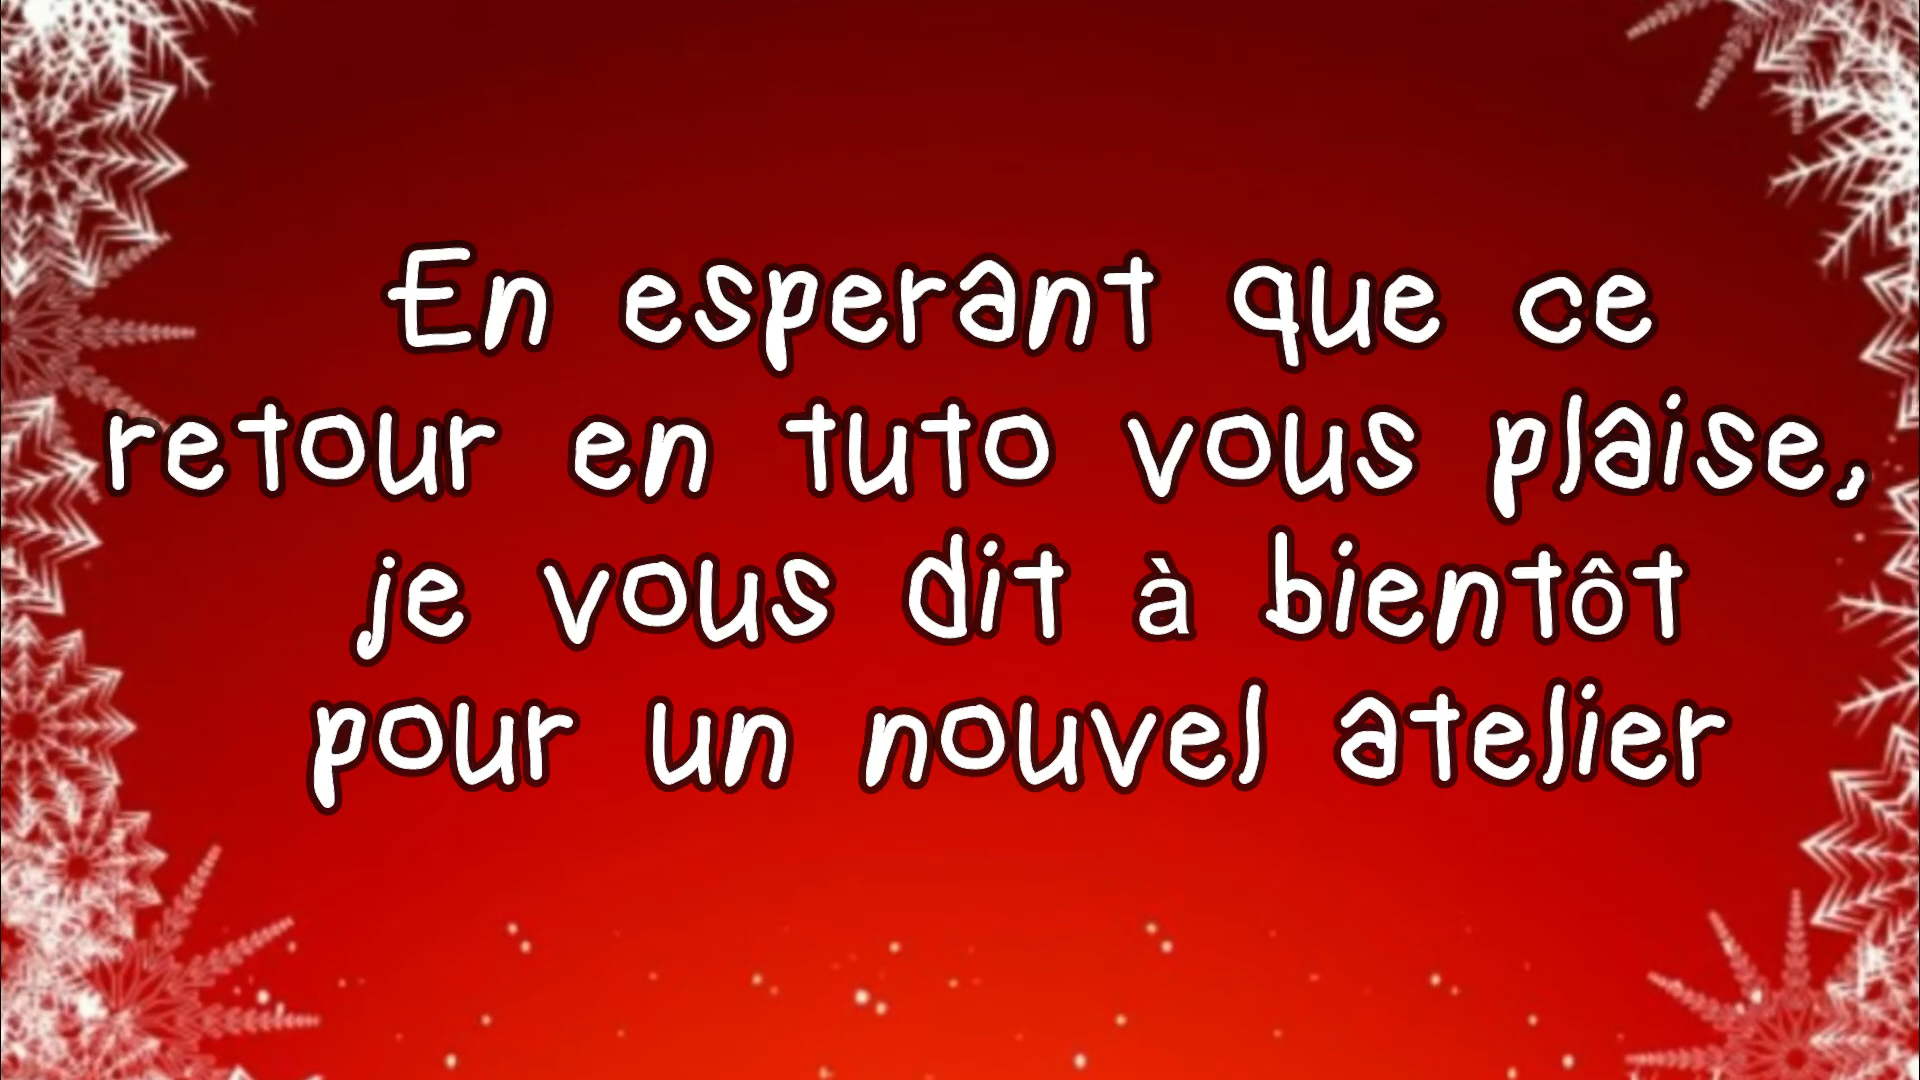 En esperant que ce
retour en tuto vous plaise,
je vous dit à bientôt
pour un nouvel atelier